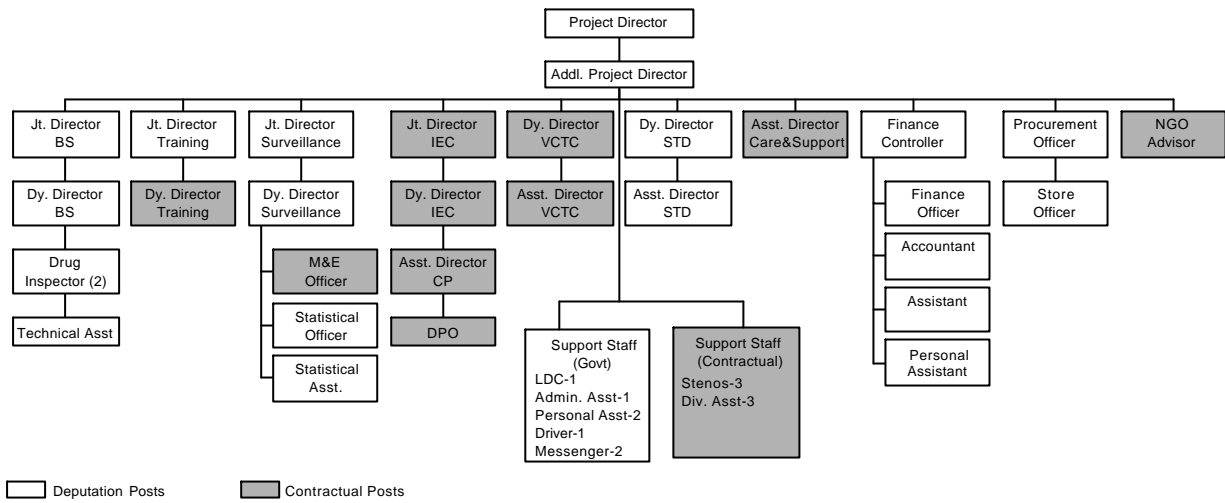 Project Director
Addl. Project Director
Jt. Director
BS
Jt. Director
Training
Jt. Director
Surveillance
Jt. Director
IEC
Dy. Director
VCTC
Dy. Director
STD
Asst. Director
Care&Support
Finance
Controller
Procurement
Officer
NGO
Advisor
Dy. Director
BS
Dy. Director
Training
Dy. Director
Surveillance
Dy. Director
IEC
Asst. Director
VCTC
Asst. Director
STD
Finance
Officer
Store
Officer
Drug
Inspector (2)
M&E
Officer
Asst. Director
CP
Accountant
Technical Asst
Statistical
Officer
DPO
Assistant
Statistical
Asst.
Personal
Assistant
Support Staff
(Govt)
LDC-1
Admin. Asst-1
Personal Asst-2
Driver-1
Messenger-2
Support Staff
(Contractual)
Stenos-3
Div. Asst-3
Deputation Posts
Contractual Posts